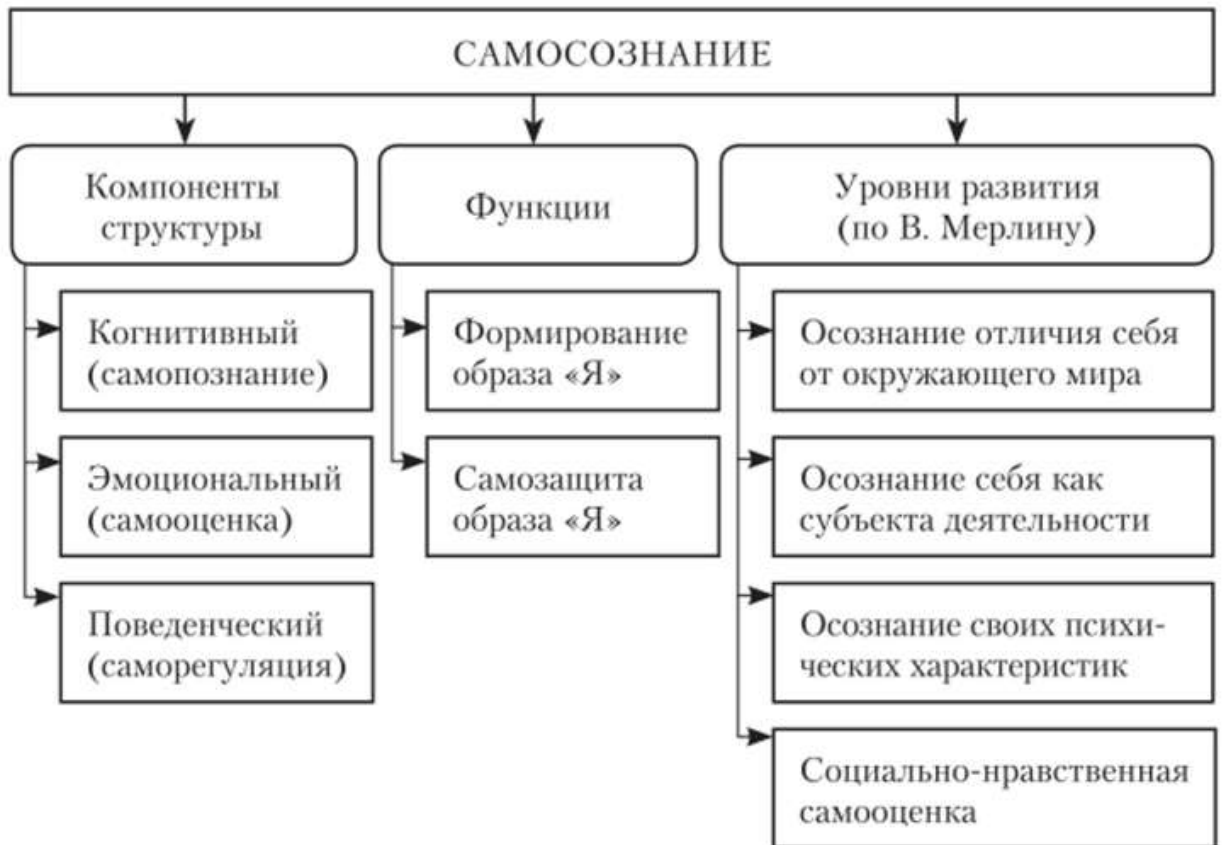 САМОСОЗНАНИЕ
Компоненты
структуры
Когнитивный
(самопознание)
Эмоциональный
(самооценка)
Поведенческий
(саморегуляция)
Функции
Формирование
образа «Я»
Самозащита
образа «Я»
Уровни развития
(по В. Мерлину)
Осознание отличия себя
от окружающего мира
Осознание себя как
субъекта деятельности
Осознание своих психи-
ческих характеристик
Социально-нравственная
самооценка